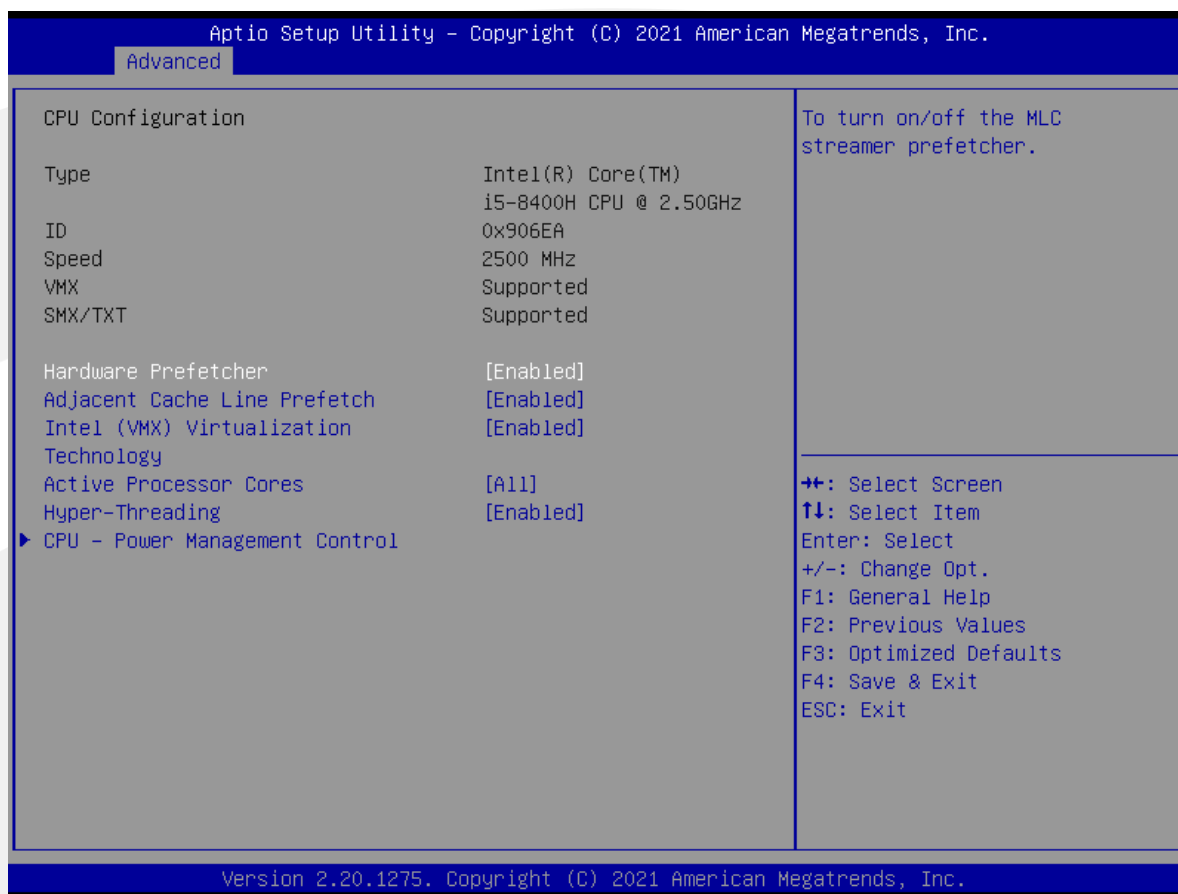 Aptio Setup Utility – Copyright (C) 2021 American Megatrends, Inc.
Advanced
CPU Configuration
Type Intel(R) Core(TM)
i5-8400H CPU @ 2.50GHz
ID 0x906EA
Speed 2500 MHz
VMX Supported
SMX/TXT Supported
Hardware Prefetcher [Enabled]
Adjacent Cache Line Prefetch [Enabled]
Intel (VMX) Virtualization [Enabled]
Technology
Active Processor Cores [All]
Hyper-Threading [Enabled]
▶ CPU – Power Management Control
To turn on/off the MLC
streamer prefetcher.
→←: Select Screen
↑↓: Select Item
Enter: Select
+/-: Change Opt.
F1: General Help
F2: Previous Values
F3: Optimized Defaults
F4: Save & Exit
ESC: Exit
Version 2.20.1275. Copyright (C) 2021 American Megatrends, Inc.